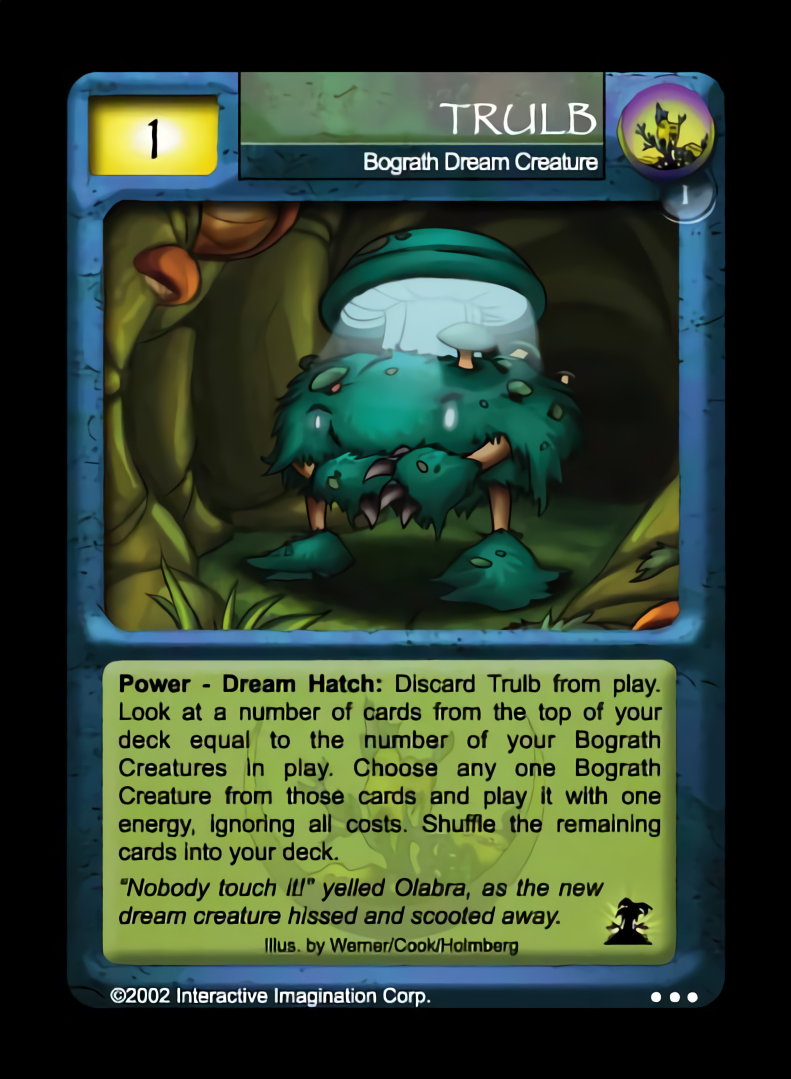 1
TRULB
Bograth Dream Creature
1
Power - Dream Hatch: Discard Trulb from play.
Look at a number of cards from the top of your
deck equal to the number of your Bograth
Creatures in play. Choose any one Bograth
Creature from those cards and play it with one
energy, ignoring all costs. Shuffle the remaining
cards into your deck.
"Nobody touch it!" yelled Olabra, as the new
dream creature hissed and scooted away.
Illus. by Werner/Cook/Holmberg
©2002 Interactive Imagination Corp.